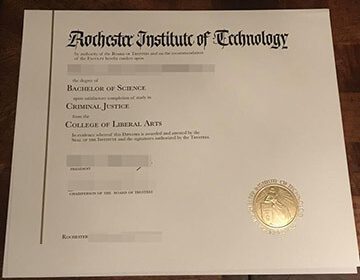 Rochester Institute of Technology
by authority of the Board of Trustees and on the recommendation
of the Faculty hereby confers upon
the degree of
Bachelor of Science
upon satisfactory completion of study in
Criminal Justice
from the
College of Liberal Arts
In evidence whereof this Diploma is awarded and attested by the
Seal of the Institute and the signatures authorized by the Trustees.
President
Chairperson of the Board of Trustees
Rochester